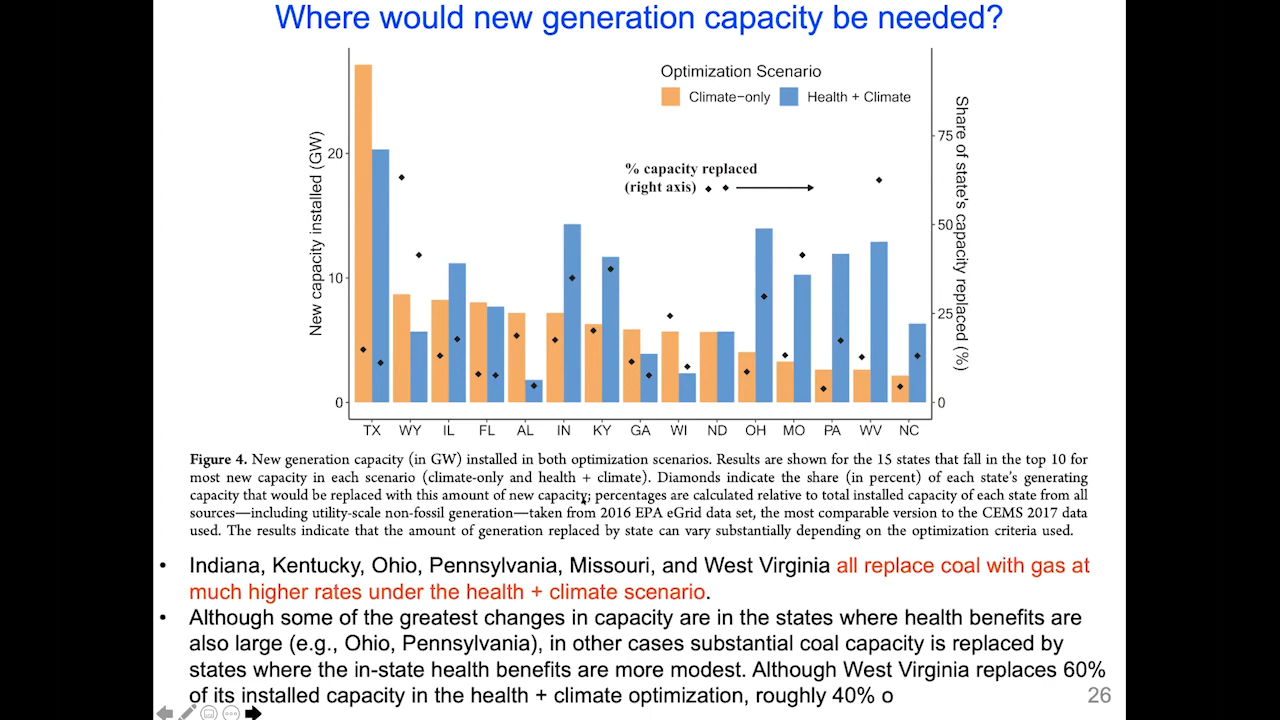 Where would new generation capacity be needed?
Optimization Scenario
Climate−only Health + Climate
% capacity replaced
(right axis)
New capacity installed (GW)
20
10
0
Share of state's capacity replaced (%)
75
50
25
0
TX WY IL FL AL IN KY GA WI ND OH MO PA WV NC
Figure 4. New generation capacity (in GW) installed in both optimization scenarios. Results are shown for the 15 states that fall in the top 10 for
most new capacity in each scenario (climate-only and health + climate). Diamonds indicate the share (in percent) of each state's generating
capacity that would be replaced with this amount of new capacity; percentages are calculated relative to total installed capacity of each state from all
sources—including utility-scale non-fossil generation—taken from 2016 EPA eGrid data set, the most comparable version to the CEMS 2017 data
used. The results indicate that the amount of generation replaced by state can vary substantially depending on the optimization criteria used.
• Indiana, Kentucky, Ohio, Pennsylvania, Missouri, and West Virginia all replace coal with gas at
much higher rates under the health + climate scenario.
• Although some of the greatest changes in capacity are in the states where health benefits are
also large (e.g., Ohio, Pennsylvania), in other cases substantial coal capacity is replaced by
states where the in-state health benefits are more modest. Although West Virginia replaces 60%
of its installed capacity in the health + climate optimization, roughly 40% o
26